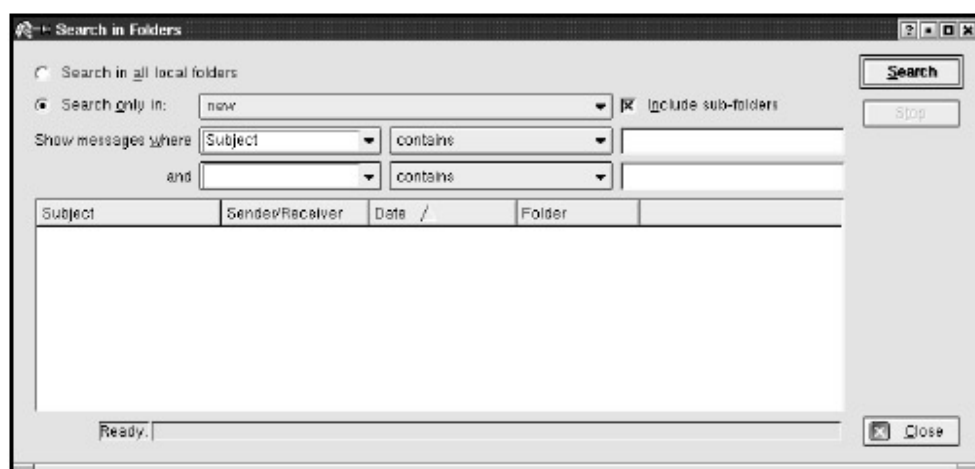 Search in Folders
Search in all local folders
Search
Search only in: new Include sub-folders
Stop
Show messages where Subject contains
and contains
Subject Sender/Receiver Date Folder
Ready.
Close